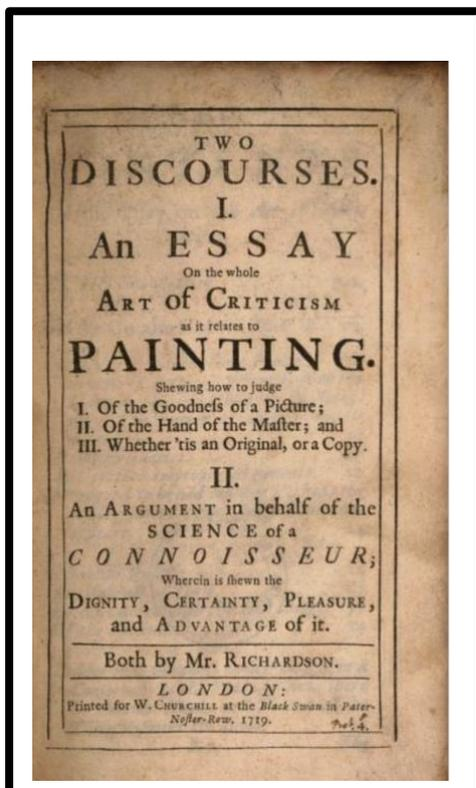 TWO
DISCOURSES.
I.
An ESSAY
On the whole
ART of CRITICISM
as it relates to
PAINTING.
Shewing how to judge
I. Of the Goodneſs of a Picture;
II. Of the Hand of the Maſter; and
III. Whether 'tis an Original, or a Copy.
II.
An ARGUMENT in behalf of the
SCIENCE of a
CONNOISSEUR;
Wherein is ſhewn the
DIGNITY, CERTAINTY, PLEASURE,
and ADVANTAGE of it.
Both by Mr. RICHARDSON.
LONDON:
Printed for W. CHURCHILL at the Black Swan in Pater-
Noſter-Row. 1719.